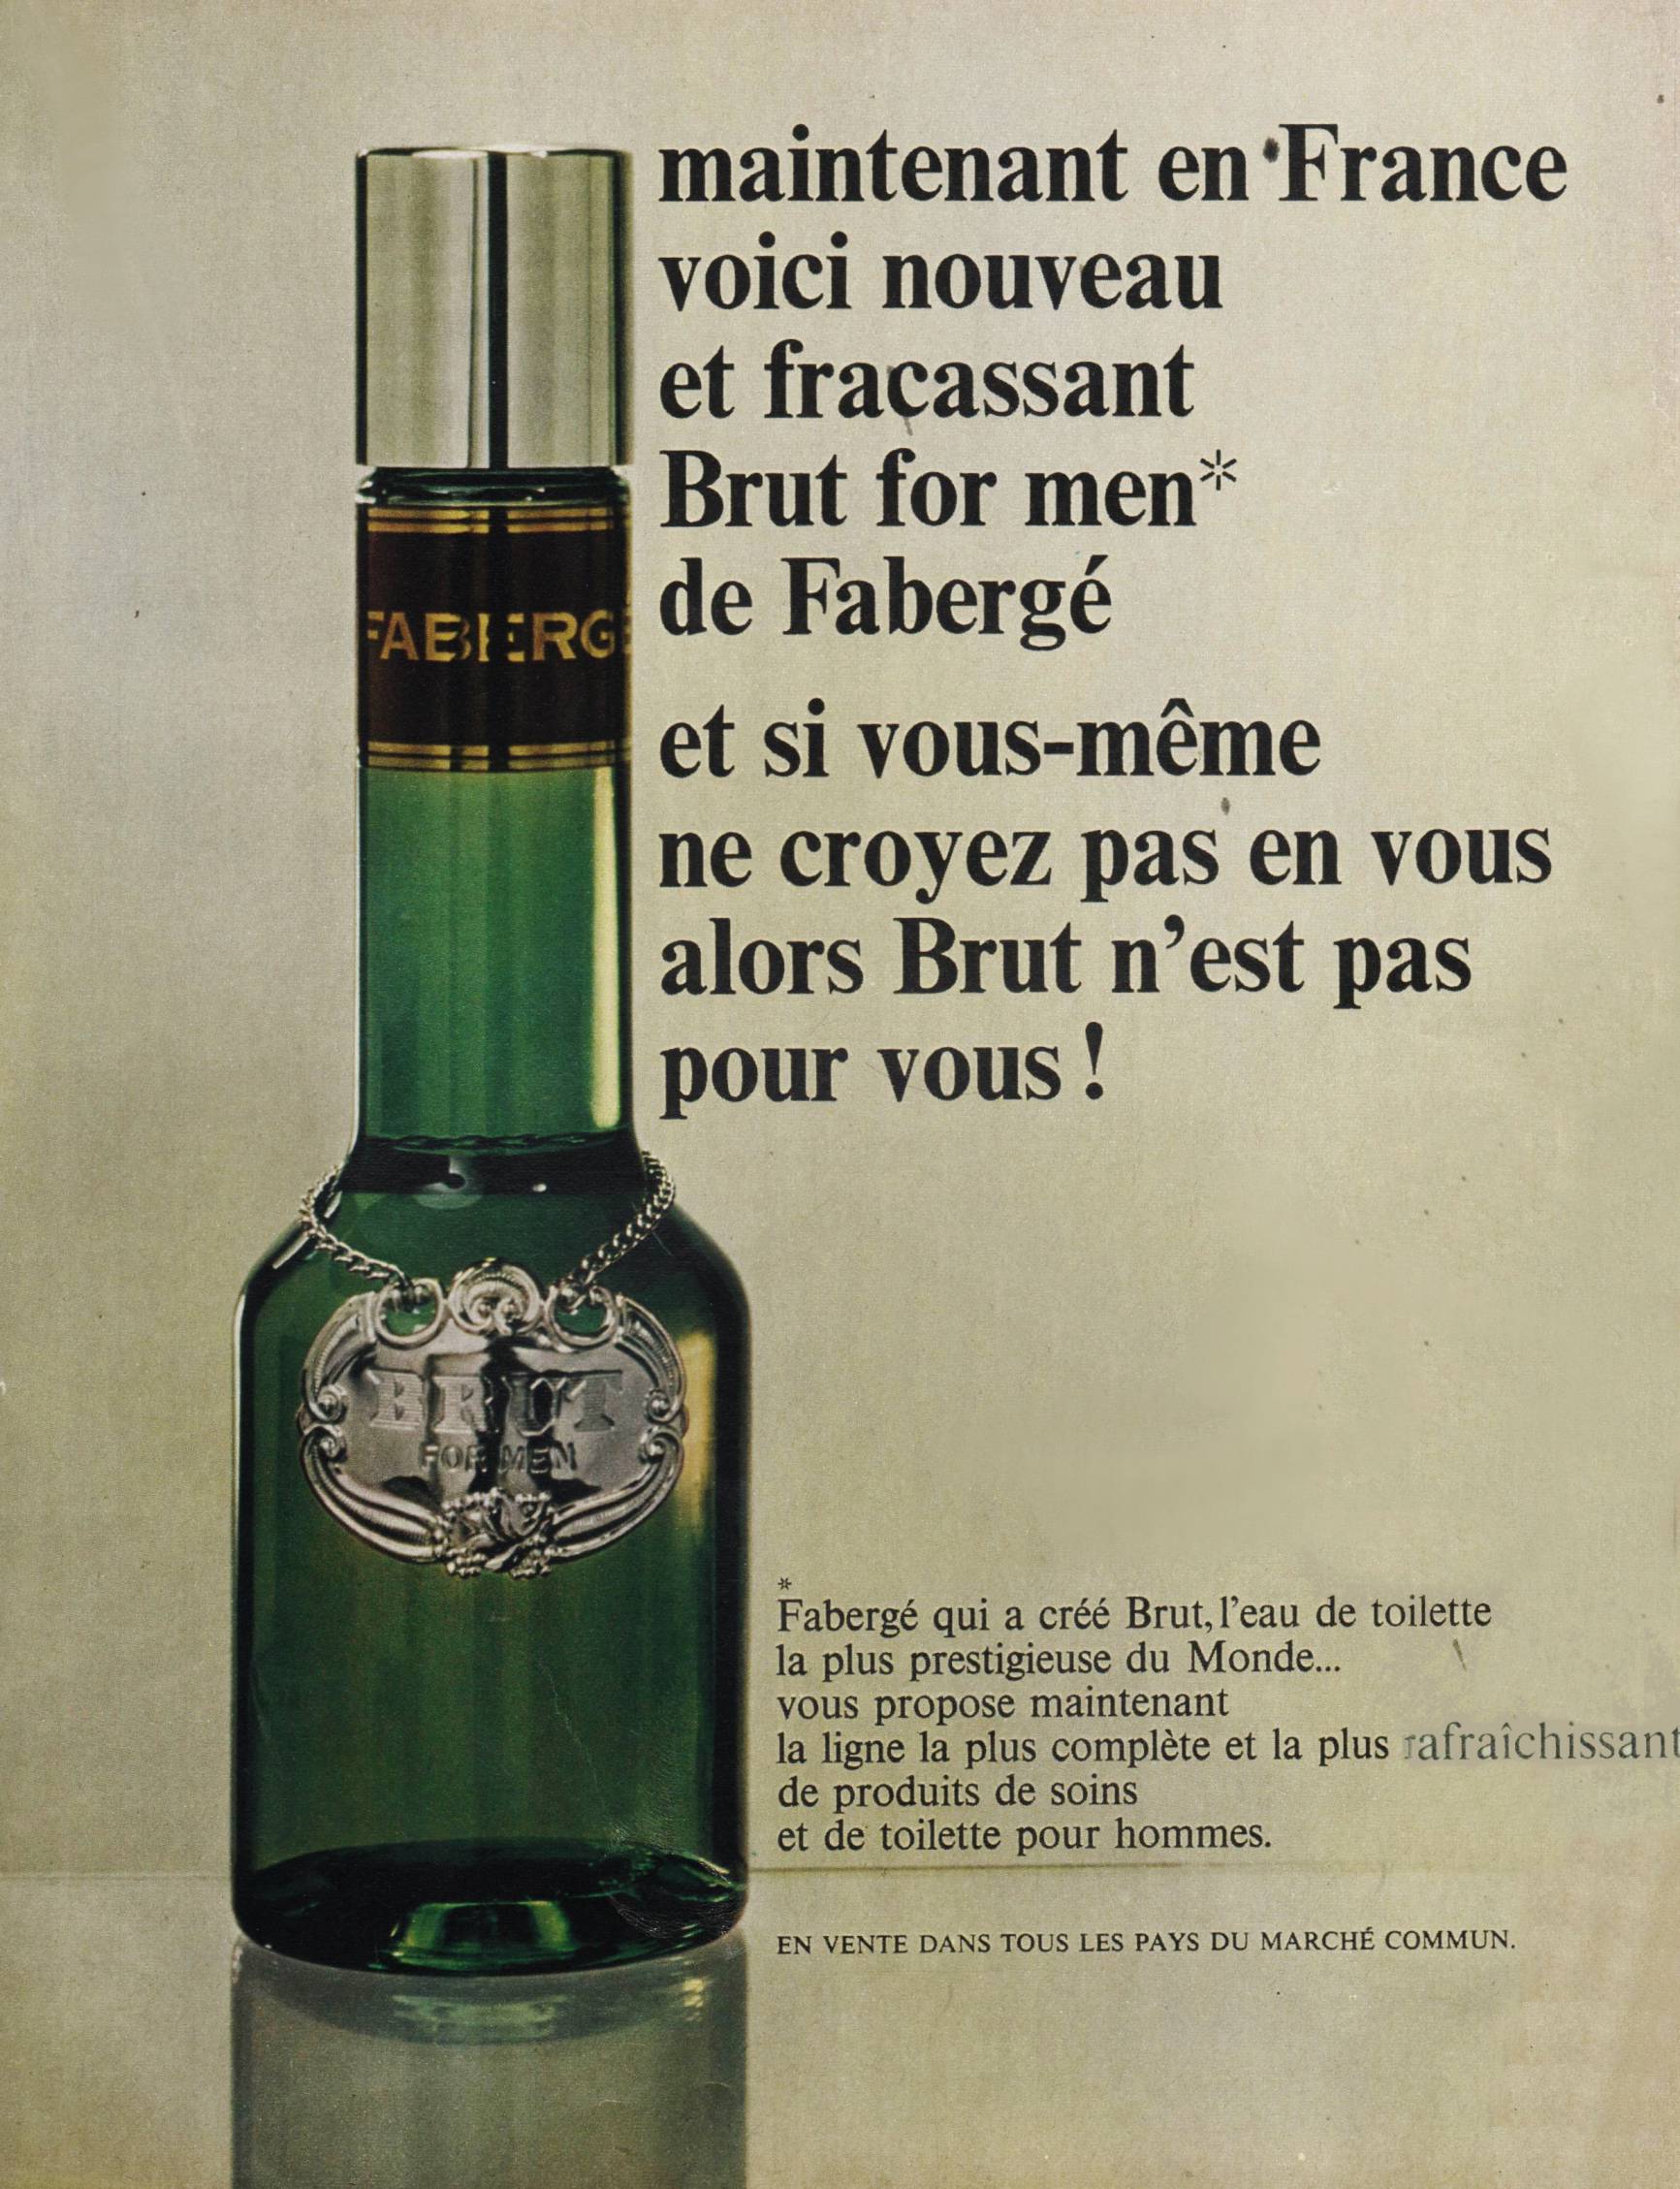 maintenant en France
voici nouveau
et fracassant
Brut for men*
de Fabergé
et si vous-même
ne croyez pas en vous
alors Brut n'est pas
pour vous !
FABERGÉ
BRUT
FOR MEN
*
Fabergé qui a créé Brut, l'eau de toilette
la plus prestigieuse du Monde...
vous propose maintenant
la ligne la plus complète et la plus rafraîchissant
de produits de soins
et de toilette pour hommes.
EN VENTE DANS TOUS LES PAYS DU MARCHÉ COMMUN.